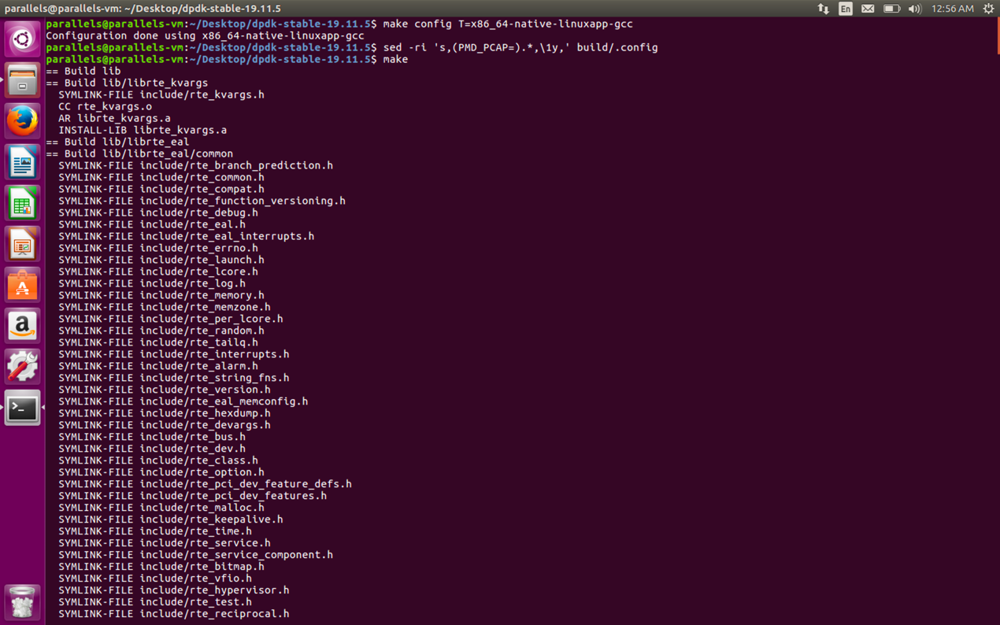 parallels@parallels-vm: ~/Desktop/dpdk-stable-19.11.5 En 12:56 AM
parallels@parallels-vm:~/Desktop/dpdk-stable-19.11.5$ make config T=x86_64-native-linuxapp-gcc
Configuration done using x86_64-native-linuxapp-gcc
parallels@parallels-vm:~/Desktop/dpdk-stable-19.11.5$ sed -ri 's,(PMD_PCAP=).*,\1y,' build/.config
parallels@parallels-vm:~/Desktop/dpdk-stable-19.11.5$ make
== Build lib
== Build lib/librte_kvargs
  SYMLINK-FILE include/rte_kvargs.h
  CC rte_kvargs.o
  AR librte_kvargs.a
  INSTALL-LIB librte_kvargs.a
== Build lib/librte_eal
== Build lib/librte_eal/common
  SYMLINK-FILE include/rte_branch_prediction.h
  SYMLINK-FILE include/rte_common.h
  SYMLINK-FILE include/rte_compat.h
  SYMLINK-FILE include/rte_function_versioning.h
  SYMLINK-FILE include/rte_debug.h
  SYMLINK-FILE include/rte_eal.h
  SYMLINK-FILE include/rte_eal_interrupts.h
  SYMLINK-FILE include/rte_errno.h
  SYMLINK-FILE include/rte_launch.h
  SYMLINK-FILE include/rte_lcore.h
  SYMLINK-FILE include/rte_log.h
  SYMLINK-FILE include/rte_memory.h
  SYMLINK-FILE include/rte_memzone.h
  SYMLINK-FILE include/rte_per_lcore.h
  SYMLINK-FILE include/rte_random.h
  SYMLINK-FILE include/rte_tailq.h
  SYMLINK-FILE include/rte_interrupts.h
  SYMLINK-FILE include/rte_alarm.h
  SYMLINK-FILE include/rte_string_fns.h
  SYMLINK-FILE include/rte_version.h
  SYMLINK-FILE include/rte_eal_memconfig.h
  SYMLINK-FILE include/rte_hexdump.h
  SYMLINK-FILE include/rte_devargs.h
  SYMLINK-FILE include/rte_bus.h
  SYMLINK-FILE include/rte_dev.h
  SYMLINK-FILE include/rte_class.h
  SYMLINK-FILE include/rte_option.h
  SYMLINK-FILE include/rte_pci_dev_feature_defs.h
  SYMLINK-FILE include/rte_pci_dev_features.h
  SYMLINK-FILE include/rte_malloc.h
  SYMLINK-FILE include/rte_keepalive.h
  SYMLINK-FILE include/rte_time.h
  SYMLINK-FILE include/rte_service.h
  SYMLINK-FILE include/rte_service_component.h
  SYMLINK-FILE include/rte_bitmap.h
  SYMLINK-FILE include/rte_vfio.h
  SYMLINK-FILE include/rte_hypervisor.h
  SYMLINK-FILE include/rte_test.h
  SYMLINK-FILE include/rte_reciprocal.h